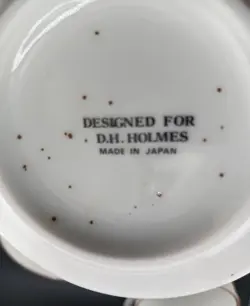 DESIGNED FOR
D.H. HOLMES
MADE IN JAPAN